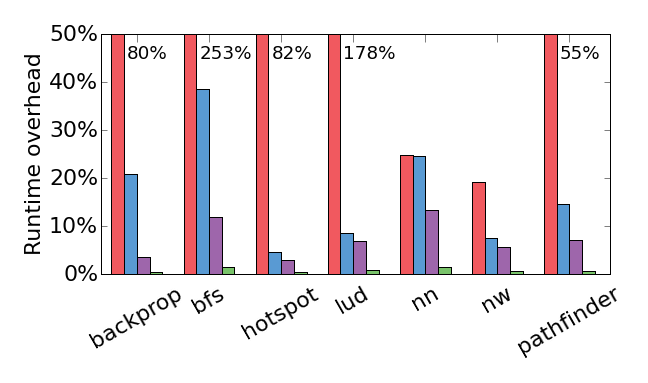 50%
40%
30%
20%
10%
0%
Runtime overhead
80%
253%
82%
178%
55%
backprop
bfs
hotspot
lud
nn
nw
pathfinder